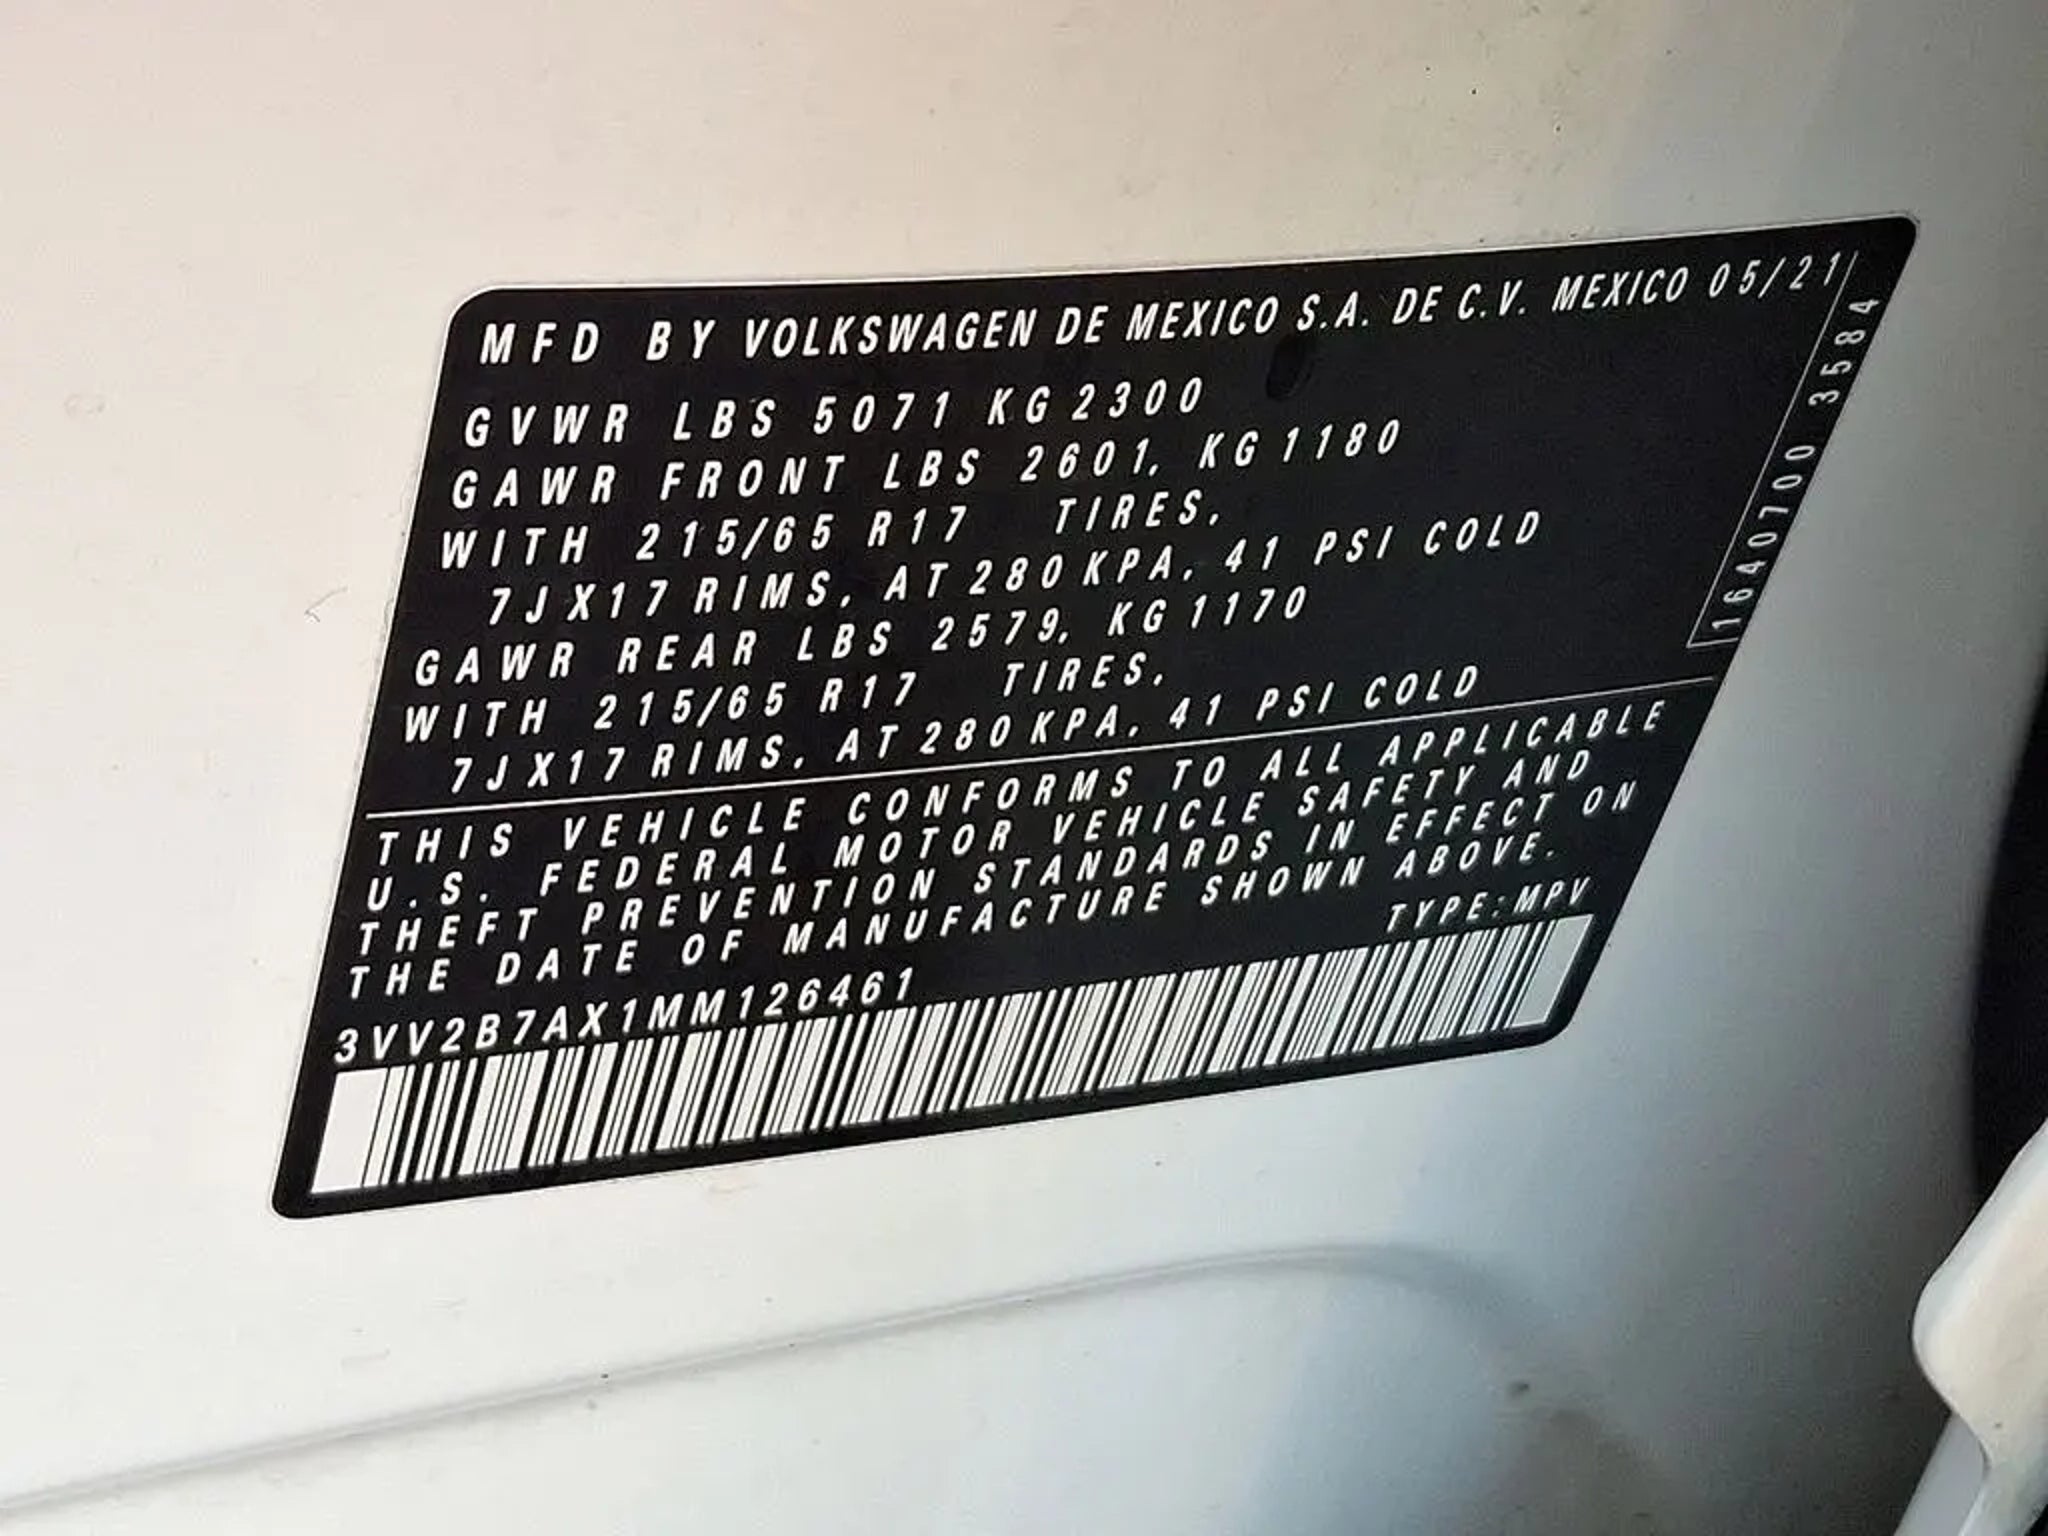 MFD BY VOLKSWAGEN DE MEXICO S.A. DE C.V. MEXICO 05/21
GVWR LBS 5071 KG 2300
GAWR FRONT LBS 2601, KG 1180
WITH 215/65 R17 TIRES,
7JX17 RIMS, AT 280 KPA, 41 PSI COLD
GAWR REAR LBS 2579, KG 1170
WITH 215/65 R17 TIRES,
7JX17 RIMS, AT 280 KPA, 41 PSI COLD
1640700 3584
THIS VEHICLE CONFORMS TO ALL APPLICABLE
U.S. FEDERAL MOTOR VEHICLE SAFETY AND
THEFT PREVENTION STANDARDS IN EFFECT ON
THE DATE OF MANUFACTURE SHOWN ABOVE.
TYPE: MPV
3VV2B7AX1MM126461